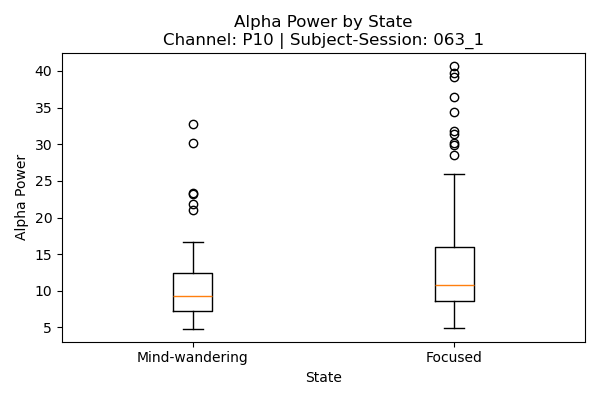 Alpha Power by State
Channel: P10 | Subject-Session: 063_1
40
35
30
25
20
15
10
5
Alpha Power
Mind-wandering
Focused
State